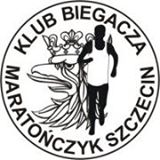 KLUB BIEGACZA
MARATOŃCZYK SZCZECIN